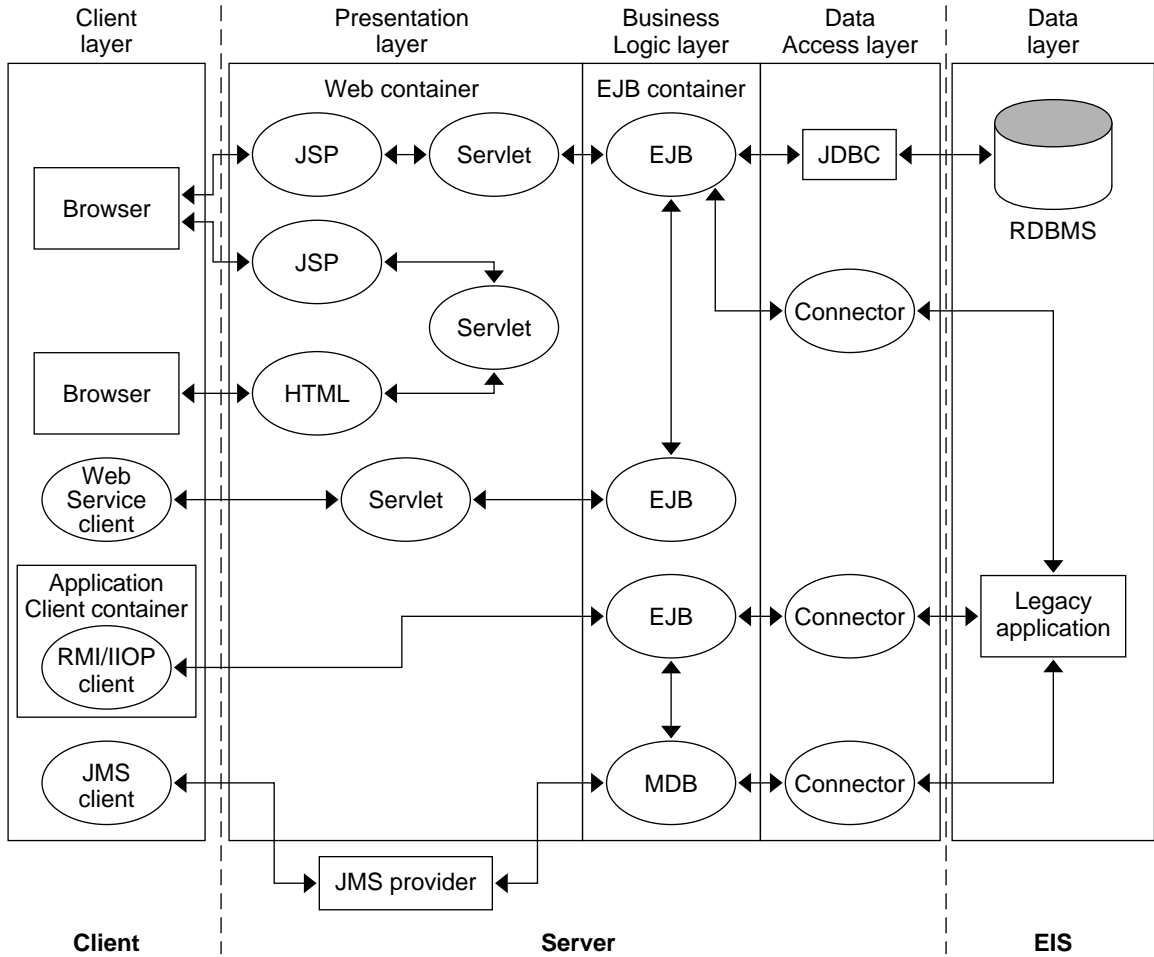 Client
layer
Presentation
layer
Business
Logic layer
Data
Access layer
Data
layer
Web container
EJB container
JSP
Servlet
EJB
JDBC
Browser
RDBMS
JSP
Servlet
Connector
Browser
HTML
Web
Service
client
Servlet
EJB
Application
Client container
RMI/IIOP
client
EJB
Connector
Legacy
application
JMS
client
MDB
Connector
JMS provider
Client
Server
EIS